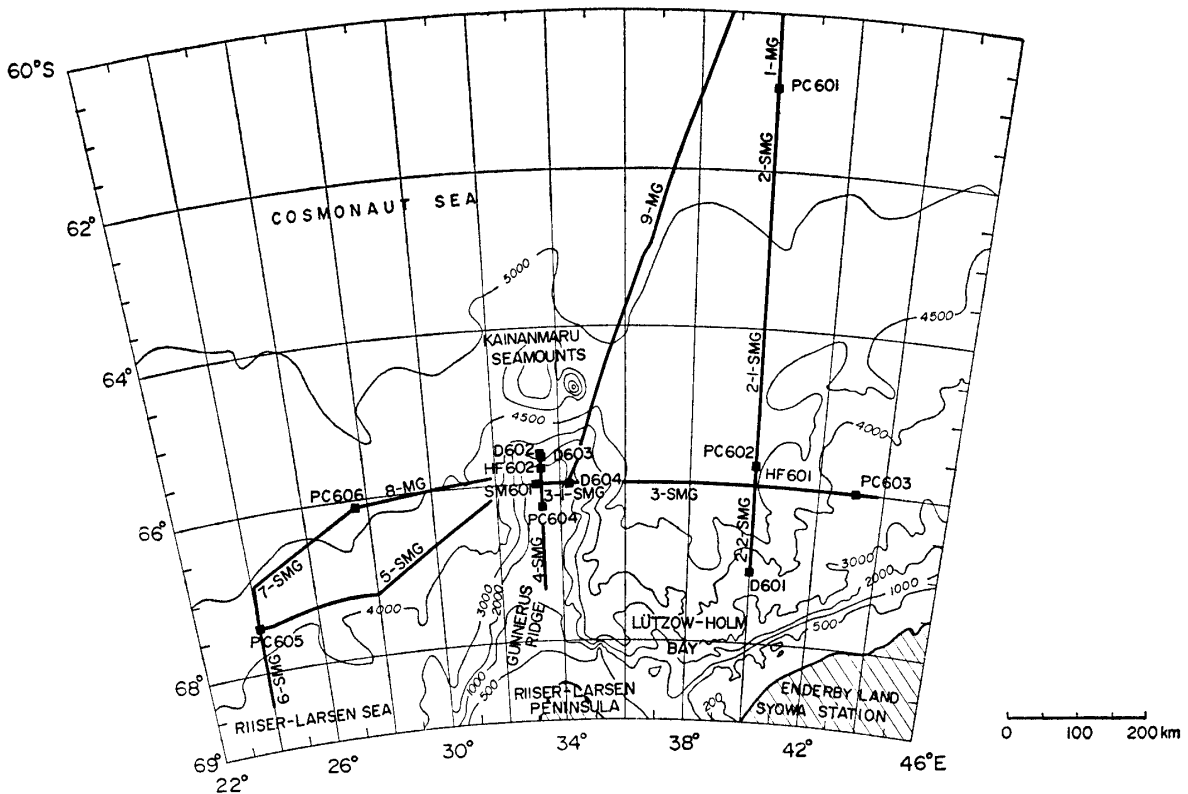 60°S
1-MG
PC601
2-SMG
9-MG
COSMONAUT SEA
62°
5000
4500
KAINANMARU
SEAMOUNTS
2-1-SMG
64°
4500
4000
D602
D603
PC602
HF602
HF601
PC606
8-MG
SM601
D604
3-1-SMG
3-SMG
PC603
PC604
66°
2-2-SMG
5-SMG
4-SMG
3000
7-SMG
D601
2000
1000
4000
3000
2000
GUNNERUS
RIDGE
LÜTZOW-HOLM
BAY
500
PC605
6-SMG
68°
1000
500
RIISER-LARSEN
PENINSULA
200
ENDERBY LAND
SYOWA STATION
RIISER-LARSEN SEA
69°
22°
26°
30°
34°
38°
42°
46°E
0 100 200 km